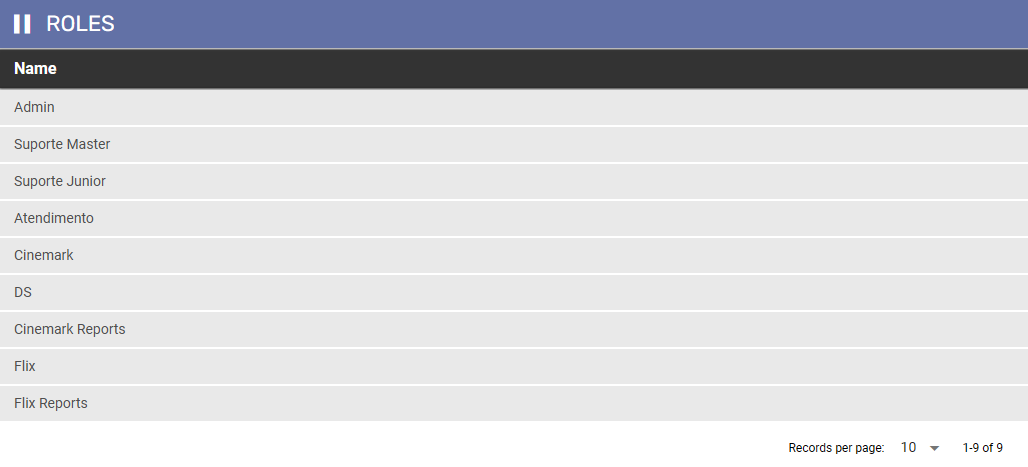 ROLES
Name
Admin
Suporte Master
Suporte Junior
Atendimento
Cinemark
DS
Cinemark Reports
Flix
Flix Reports
Records per page: 10 1-9 of 9